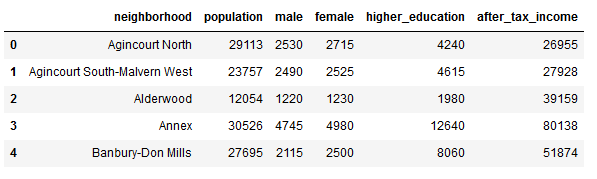 neighborhood population male female higher_education after_tax_income
0 Agincourt North 29113 2530 2715 4240 26955
1 Agincourt South-Malvern West 23757 2490 2525 4615 27928
2 Alderwood 12054 1220 1230 1980 39159
3 Annex 30526 4745 4980 12640 80138
4 Banbury-Don Mills 27695 2115 2500 8060 51874